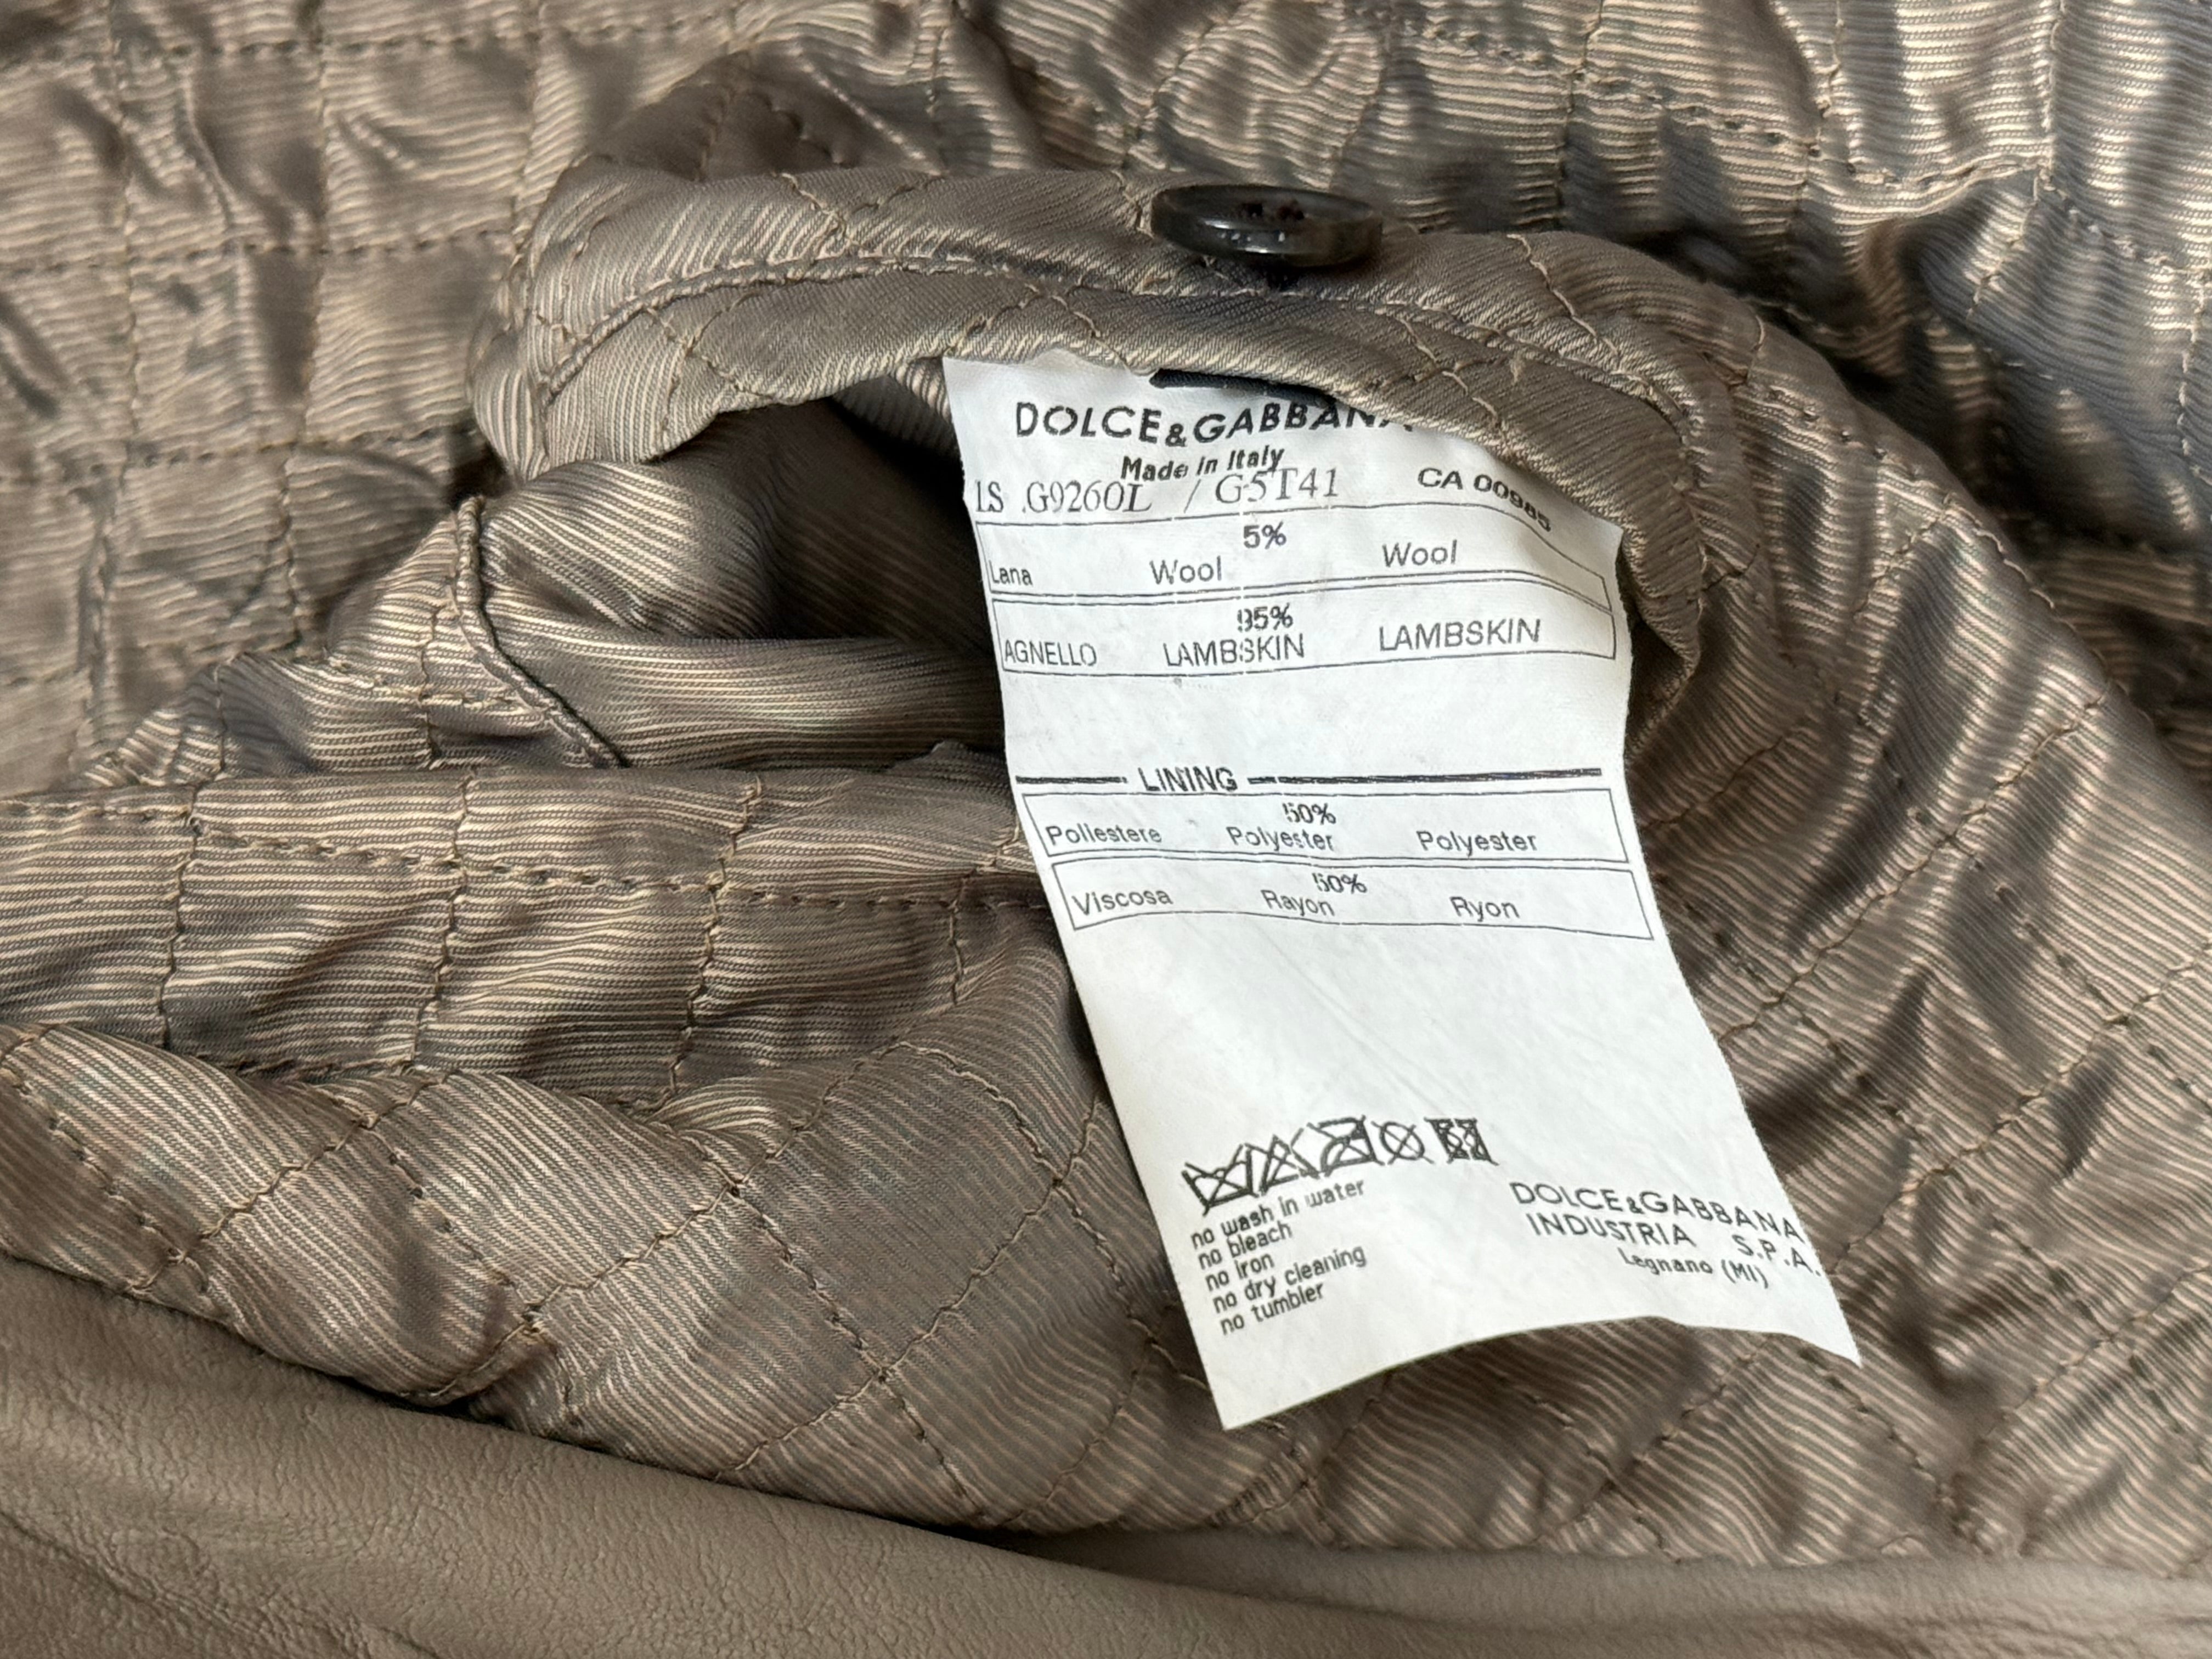 DOLCE&GABBANA
Made in Italy
1S .G9260L / G5T41 CA 00985
5%
Lana Wool Wool
95%
AGNELLO LAMBSKIN LAMBSKIN
LINING
50%
Poliestere Polyester Polyester
50%
Viscosa Rayon Ryon
no wash in water
no bleach
no iron
no dry cleaning
no tumbler
DOLCE&GABBANA
INDUSTRIA S.P.A.
Legnano (MI)